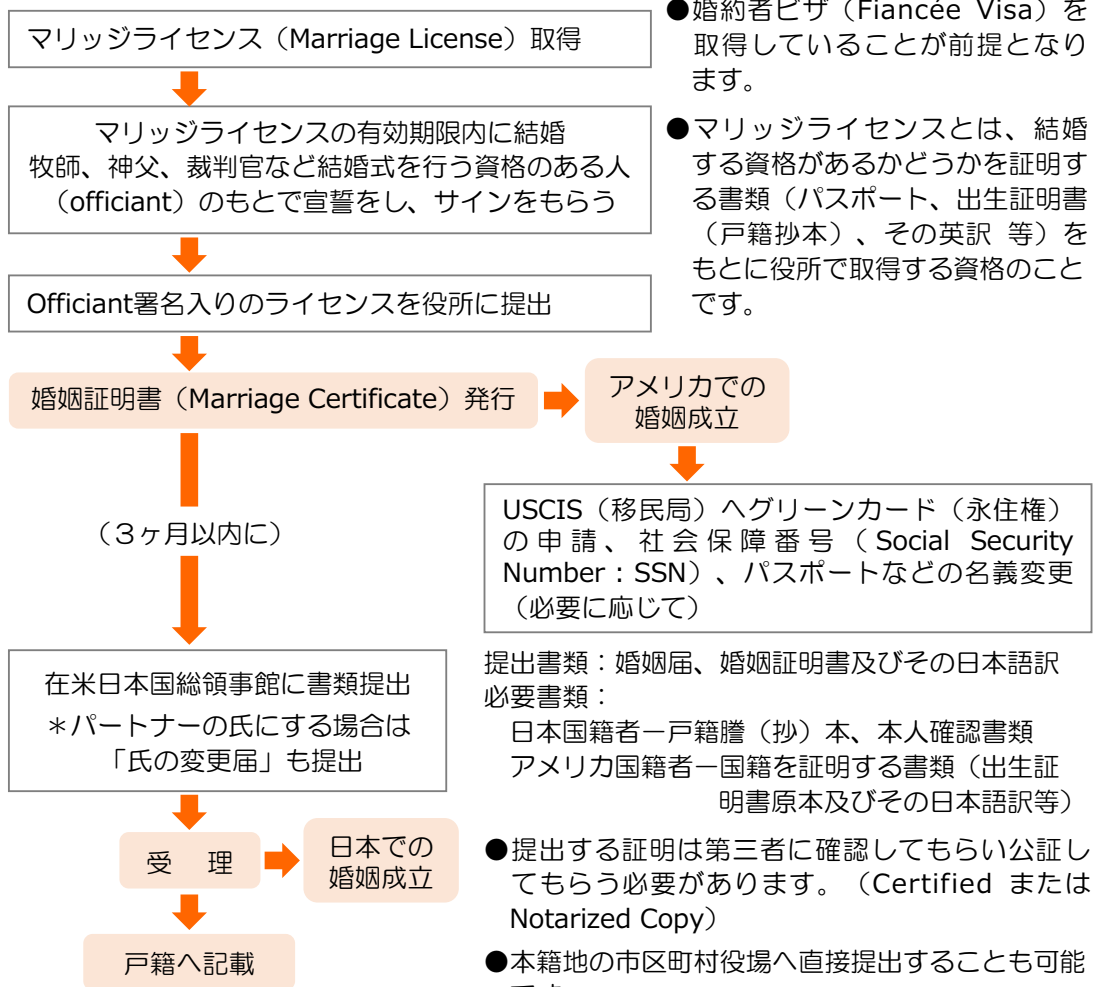 マリッジライセンス（Marriage License）取得
マリッジライセンスの有効期限内に結婚
牧師、神父、裁判官など結婚式を行う資格のある人
（officiant）のもとで宣誓をし、サインをもらう
Officiant署名入りのライセンスを役所に提出
●婚約者ビザ（Fiancée Visa）を
取得していることが前提となり
ます。
●マリッジライセンスとは、結婚
する資格があるかどうかを証明す
る書類（パスポート、出生証明書
（戸籍抄本）、その英訳 等）を
もとに役所で取得する資格のこと
です。
婚姻証明書（Marriage Certificate）発行
アメリカでの
婚姻成立
USCIS（移民局）へグリーンカード（永住権）
の申請、社会保障番号（Social Security
Number：SSN）、パスポートなどの名義変更
（必要に応じて）
（３ヶ月以内に）
在米日本国総領事館に書類提出
＊パートナーの氏にする場合は
「氏の変更届」も提出
提出書類：婚姻届、婚姻証明書及びその日本語訳
必要書類：
日本国籍者－戸籍謄（抄）本、本人確認書類
アメリカ国籍者－国籍を証明する書類（出生証
明書原本及びその日本語訳等）
受　理
日本での
婚姻成立
戸籍へ記載
●提出する証明は第三者に確認してもらい公証し
てもらう必要があります。（Certified または
Notarized Copy）
●本籍地の市区町村役場へ直接提出することも可能